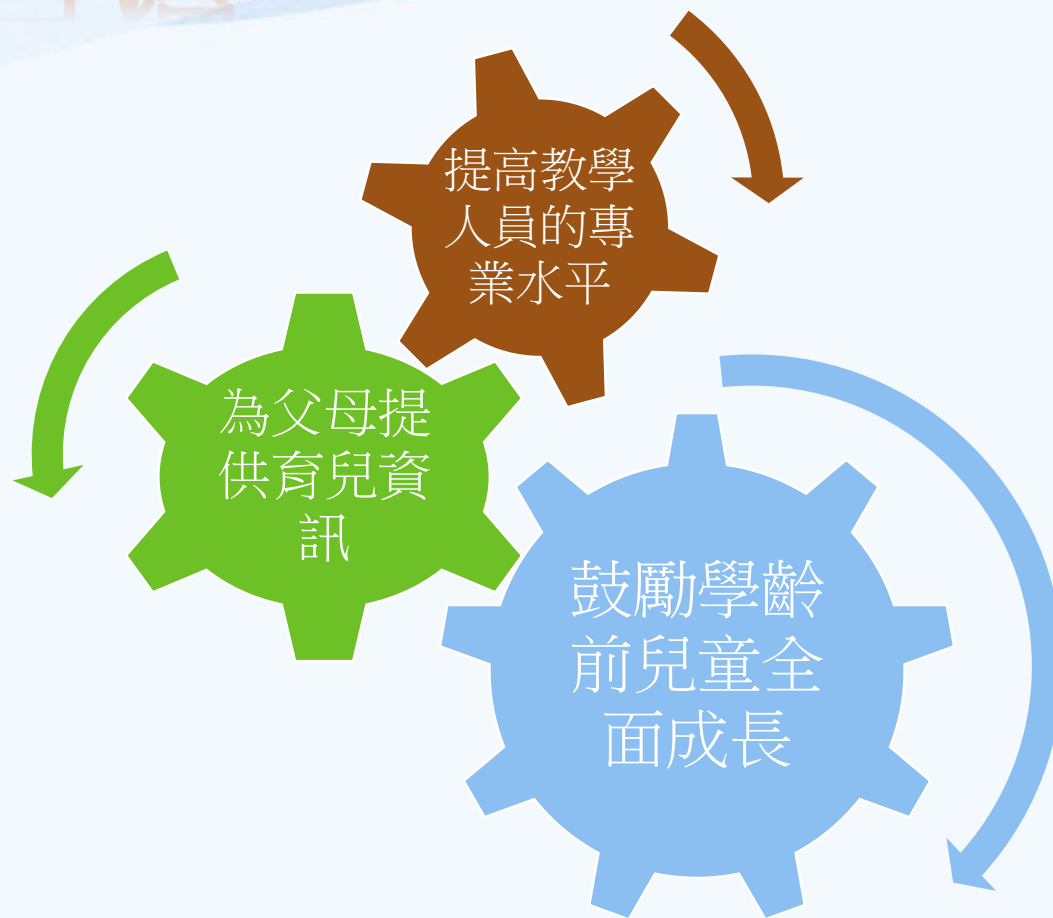 提高教學
人員的專
業水平
為父母提
供育兒資
訊
鼓勵學齡
前兒童全
面成長